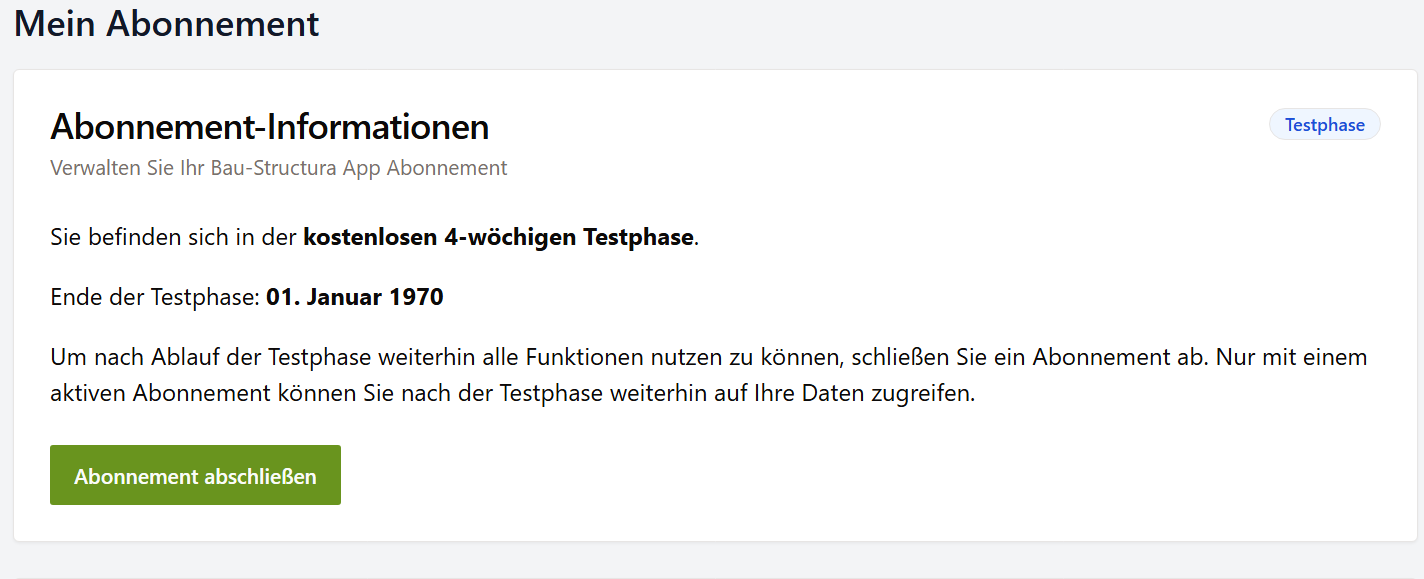 Mein Abonnement
Abonnement-Informationen
Testphase
Verwalten Sie Ihr Bau-Structura App Abonnement
Sie befinden sich in der kostenlosen 4-wöchigen Testphase.
Ende der Testphase: 01. Januar 1970
Um nach Ablauf der Testphase weiterhin alle Funktionen nutzen zu können, schließen Sie ein Abonnement ab. Nur mit einem
aktiven Abonnement können Sie nach der Testphase weiterhin auf Ihre Daten zugreifen.
Abonnement abschließen